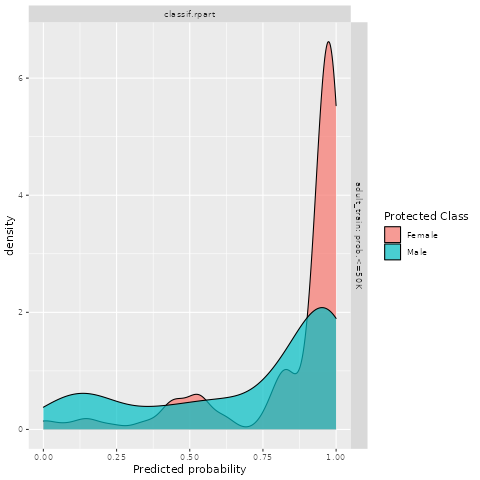 classif.rpart
adult_train: prob.<=50K
6
4
2
0
density
0.00 0.25 0.50 0.75 1.00
Predicted probability
Protected Class
Female
Male